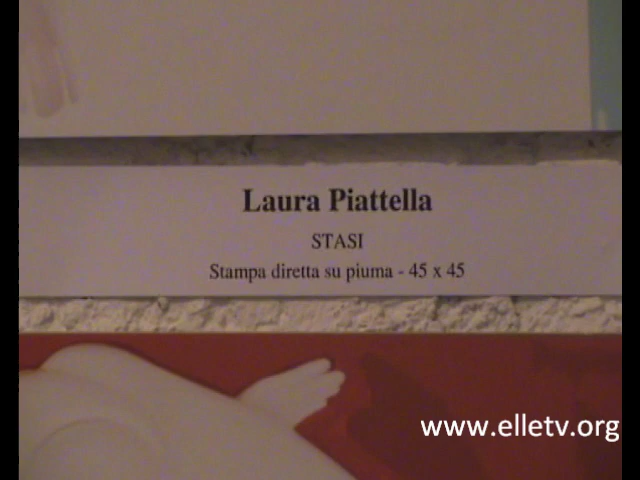 Laura Piattella
STASI
Stampa diretta su piuma - 45 x 45
www.elletv.org